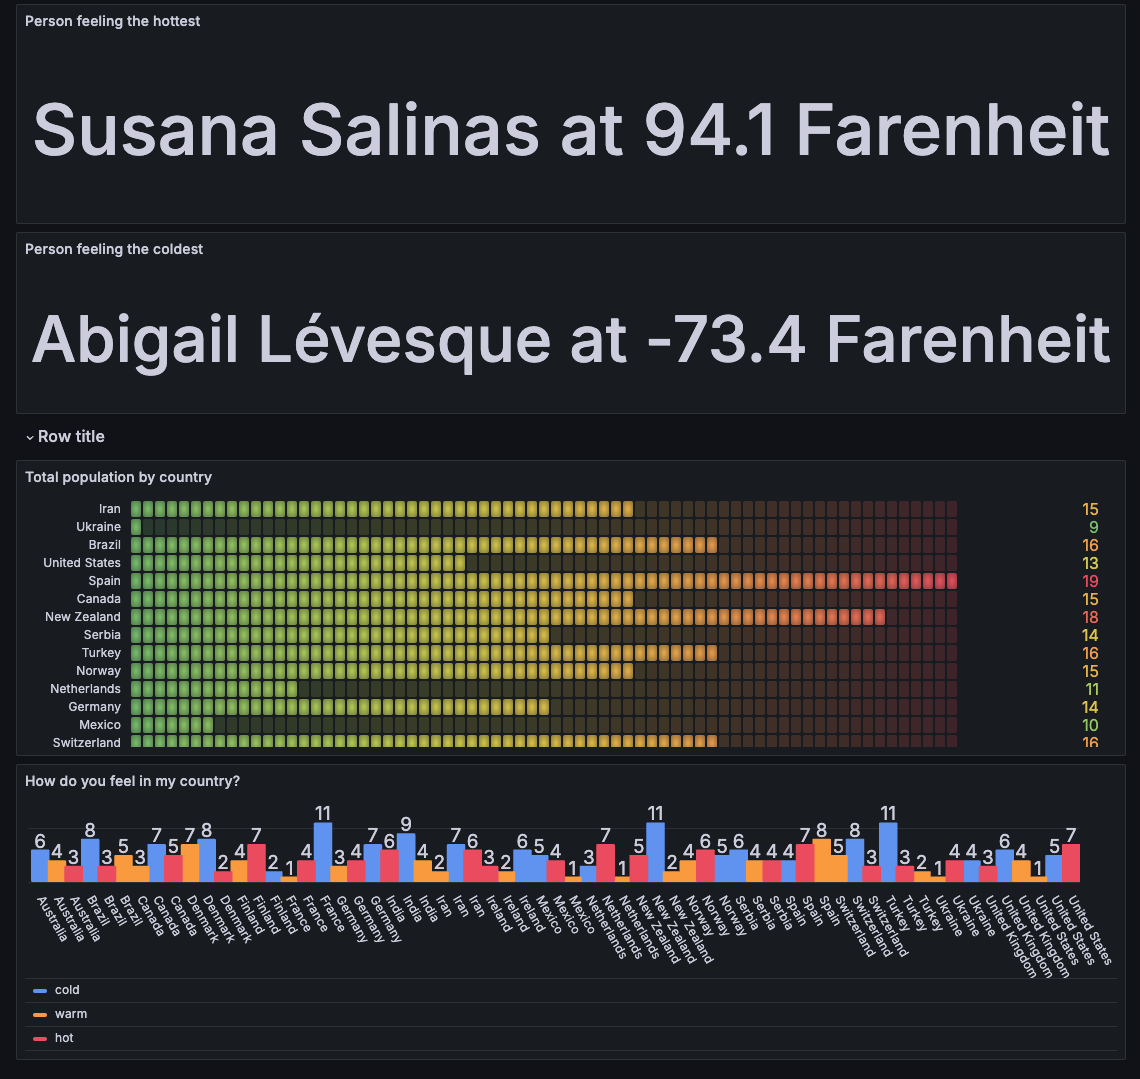 Person feeling the hottest
Susana Salinas at 94.1 Farenheit
Person feeling the coldest
Abigail Lévesque at -73.4 Farenheit
Row title
Total population by country
Iran 15
Ukraine 9
Brazil 16
United States 13
Spain 19
Canada 15
New Zealand 18
Serbia 14
Turkey 16
Norway 15
Netherlands 11
Germany 14
Mexico 10
Switzerland 16
How do you feel in my country?
6 4 3 8 3 5 3 7 5 7 8 2 4 7 2 1 4 11 3 4 7 6 9 4 2 7 6 3 2 6 5 4 1 3 7 1 5 11 2 4 6 5 6 4 4 4 7 8 5 8 3 11 3 2 1 4 4 3 6 4 1 5 7
Australia Australia Australia Brazil Brazil Brazil Canada Canada Canada Denmark Denmark Denmark Finland Finland Finland France France France Germany Germany Germany India India India Iran Iran Iran Ireland Ireland Ireland Mexico Mexico Mexico Netherlands Netherlands Netherlands New Zealand New Zealand New Zealand Norway Norway Norway Serbia Serbia Serbia Spain Spain Spain Switzerland Switzerland Switzerland Turkey Turkey Turkey Ukraine Ukraine Ukraine United Kingdom United Kingdom United Kingdom United States United States United States
cold
warm
hot